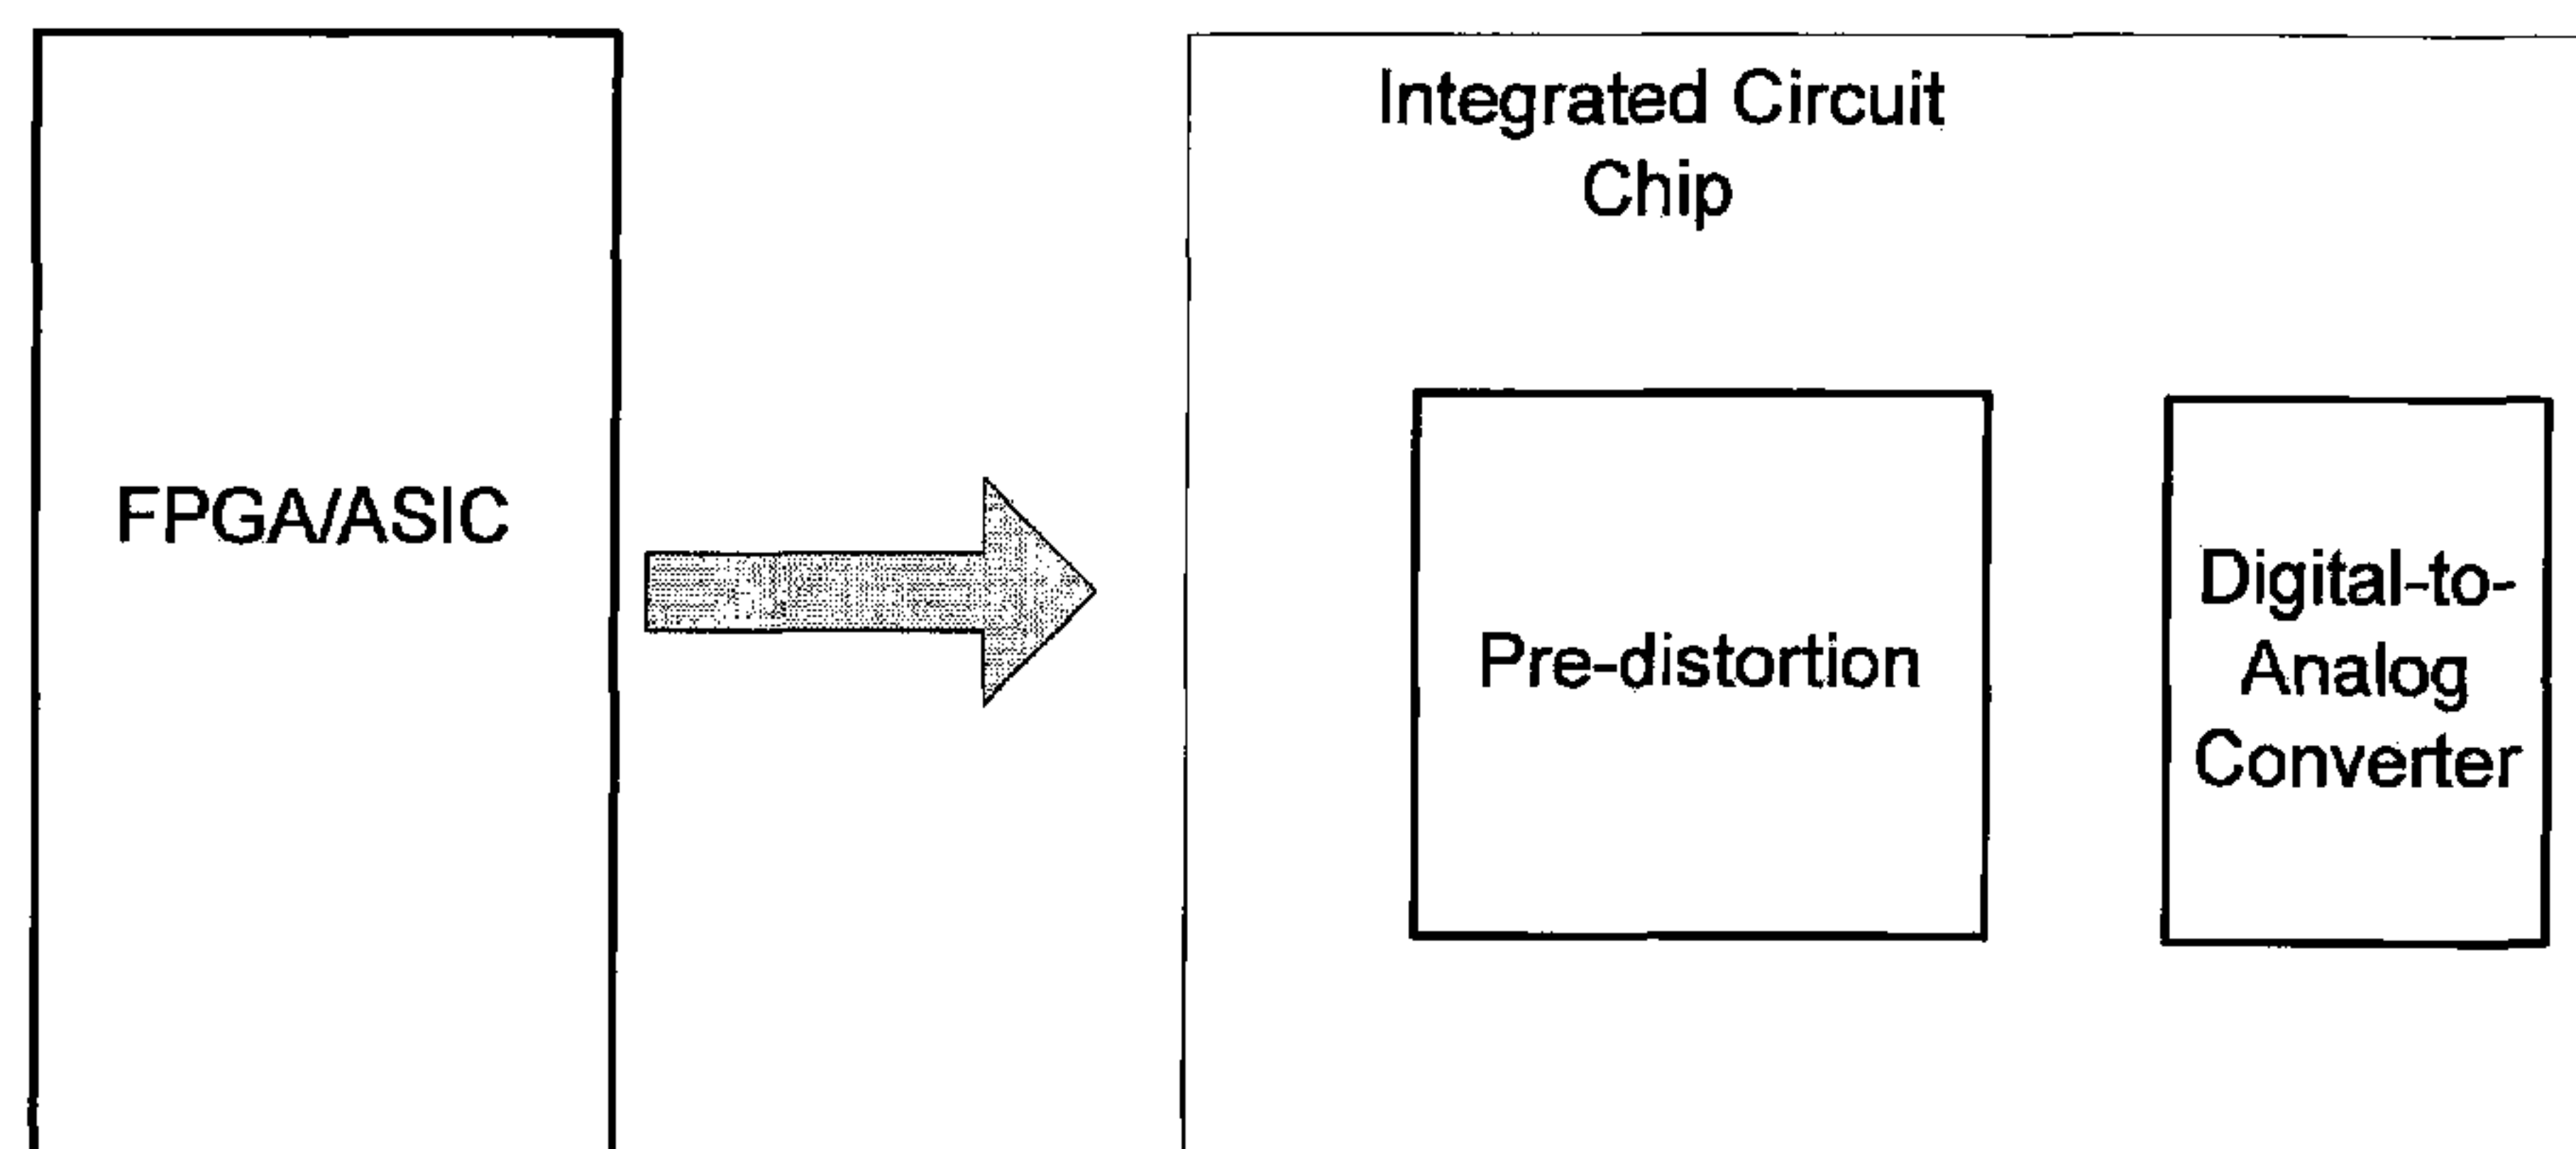 Integrated Circuit
Chip
FPGA/ASIC
Pre-distortion
Digital-to-
Analog
Converter